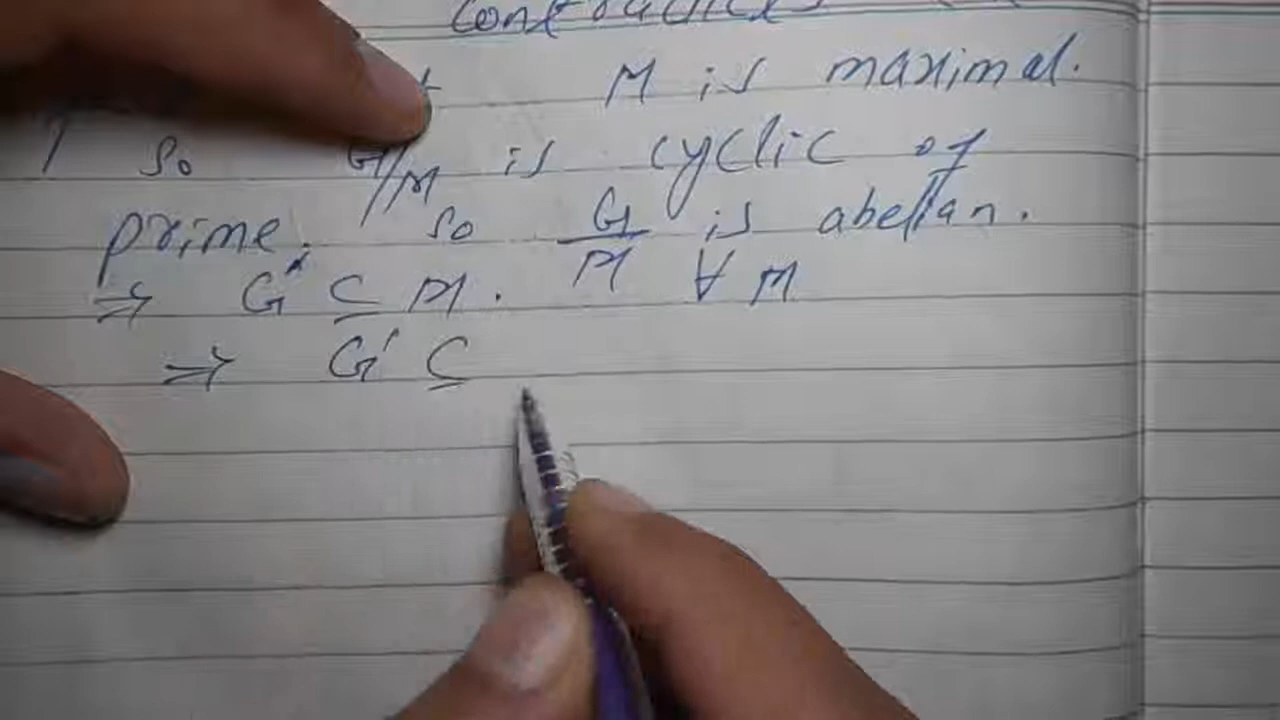 M is maximal.
so G/M is cyclic of
prime. so G/M is abelian.
⇒ G' ⊆ M. ∀ M
⇒ G' ⊆